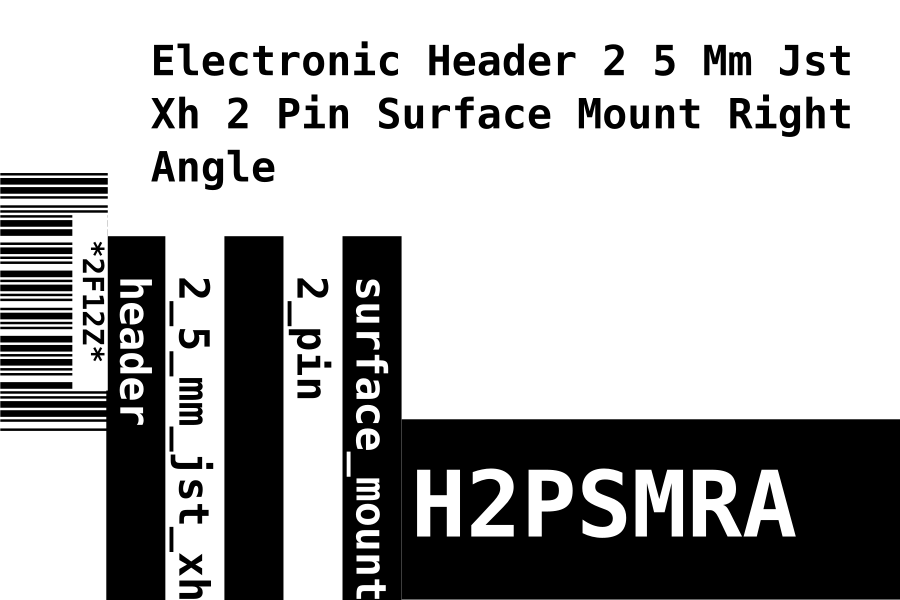 Electronic Header 2 5 Mm Jst
Xh 2 Pin Surface Mount Right
Angle
*2F12Z*
header
2_5_mm_jst_xh
2_pin
surface_mount
H2PSMRA